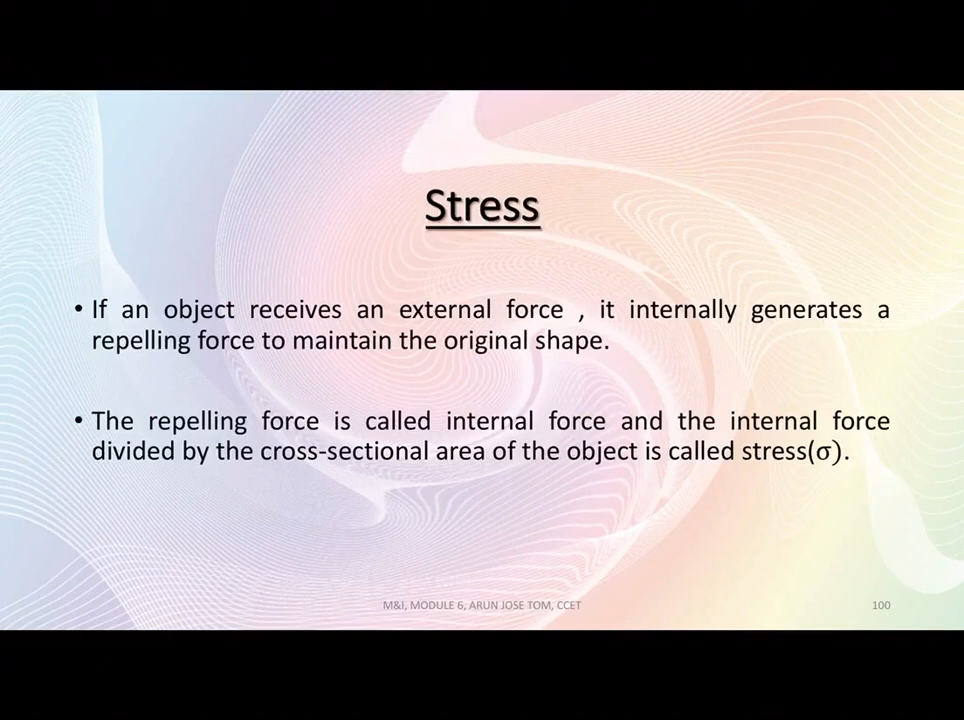 Stress
• If an object receives an external force , it internally generates a
repelling force to maintain the original shape.
• The repelling force is called internal force and the internal force
divided by the cross-sectional area of the object is called stress(σ).
M&I, MODULE 6, ARUN JOSE TOM, CCET
100